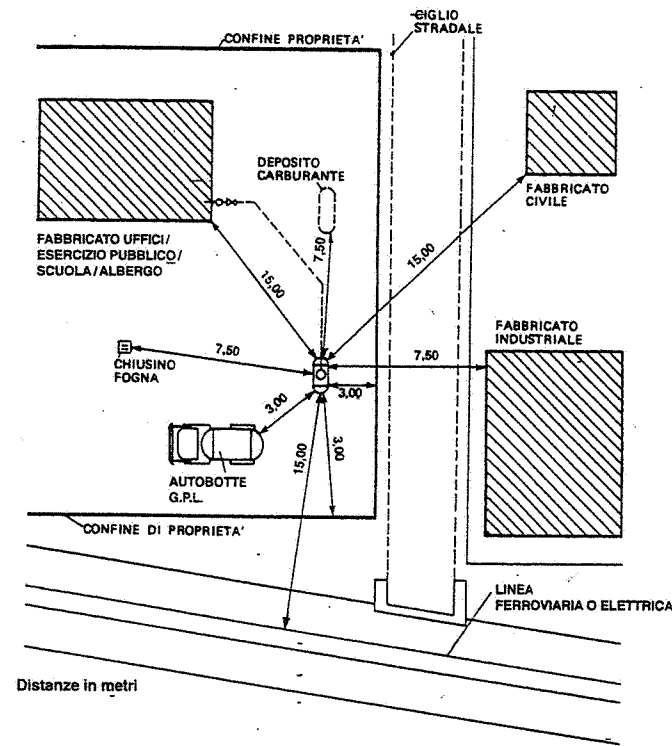 CIGLIO
STRADALE
CONFINE PROPRIETA'
DEPOSITO
CARBURANTE
FABBRICATO
CIVILE
FABBRICATO UFFICI/
ESERCIZIO PUBBLICO/
SCUOLA/ALBERGO
7,50
15,00
15,00
FABBRICATO
INDUSTRIALE
CHIUSINO
FOGNA
7,50
7,50
3,00
3,00
15,00
3,00
AUTOBOTTE
G.P.L.
CONFINE DI PROPRIETA'
LINEA
FERROVIARIA O ELETTRICA
Distanze in metri